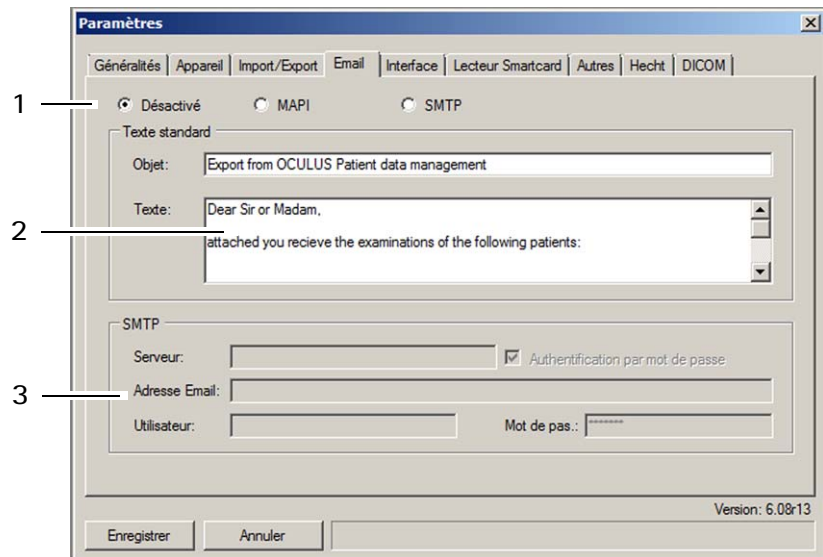 Paramètres
Généralités Appareil Import/Export Email Interface Lecteur Smartcard Autres Hecht DICOM
1
Désactivé MAPI SMTP
Texte standard
Objet: Export from OCULUS Patient data management
Texte: Dear Sir or Madam,
2
attached you recieve the examinations of the following patients:
SMTP
Serveur: Authentification par mot de passe
3
Adresse Email:
Utilisateur: Mot de pas.: *******
Version: 6.08r13
Enregistrer Annuler